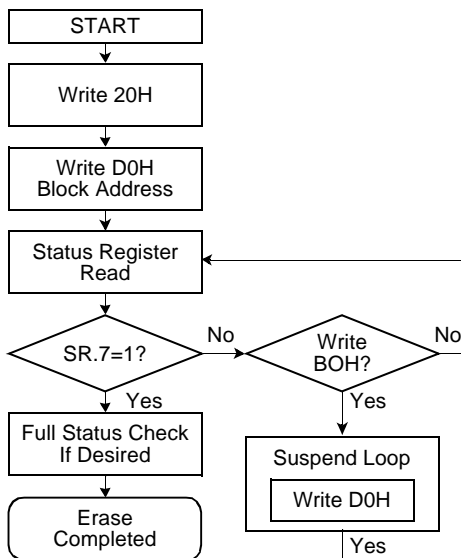 START
Write 20H
Write D0H
Block Address
Status Register
Read
SR.7=1?
No
Write
BOH?
No
Yes
Yes
Full Status Check
If Desired
Suspend Loop
Write D0H
Erase
Completed
Yes